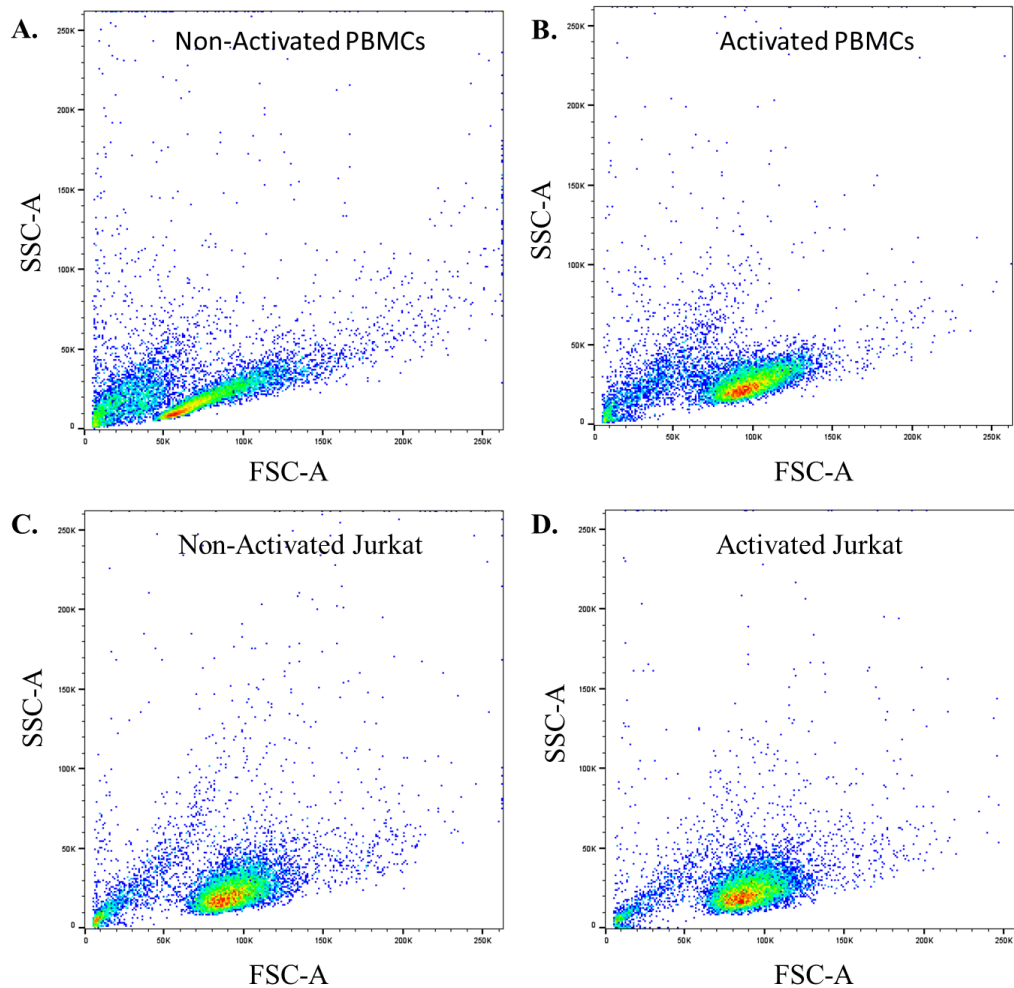 A.
Non-Activated PBMCs
250K
200K
150K
100K
50K
0
SSC-A
0 50K 100K 150K 200K 250K
FSC-A
B.
Activated PBMCs
250K
200K
150K
100K
50K
0
SSC-A
0 50K 100K 150K 200K 250K
FSC-A
C.
Non-Activated Jurkat
250K
200K
150K
100K
50K
0
SSC-A
0 50K 100K 150K 200K 250K
FSC-A
D.
Activated Jurkat
250K
200K
150K
100K
50K
0
SSC-A
0 50K 100K 150K 200K 250K
FSC-A